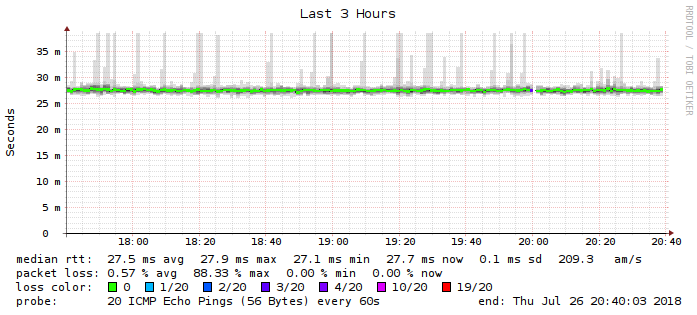 Last 3 Hours
RRDTOOL / TOBI OETIKER
Seconds
35 m
30 m
25 m
20 m
15 m
10 m
5 m
0
18:00 18:20 18:40 19:00 19:20 19:40 20:00 20:20 20:40
median rtt: 27.5 ms avg 27.9 ms max 27.1 ms min 27.7 ms now 0.1 ms sd 209.3 am/s
packet loss: 0.57 % avg 88.33 % max 0.00 % min 0.00 % now
loss color: 0 1/20 2/20 3/20 4/20 10/20 19/20
probe: 20 ICMP Echo Pings (56 Bytes) every 60s end: Thu Jul 26 20:40:03 2018